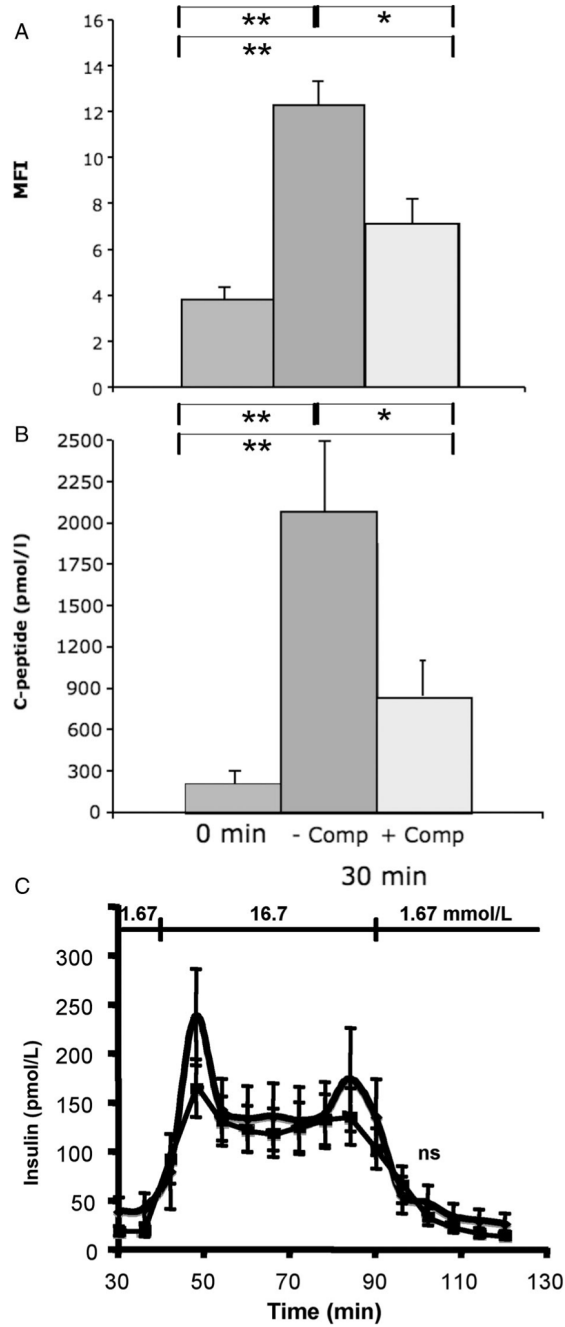 A
** *
**
16
14
12
10
8
6
4
2
0
MFI
B
** *
**
2500
2250
2000
1750
1500
1200
900
600
300
0
C-peptide (pmol/l)
0 min - Comp + Comp
30 min
C
1.67 16.7 1.67 mmol/L
300
250
200
150
100
50
0
Insulin (pmol/L)
ns
30 50 70 90 110 130
Time (min)